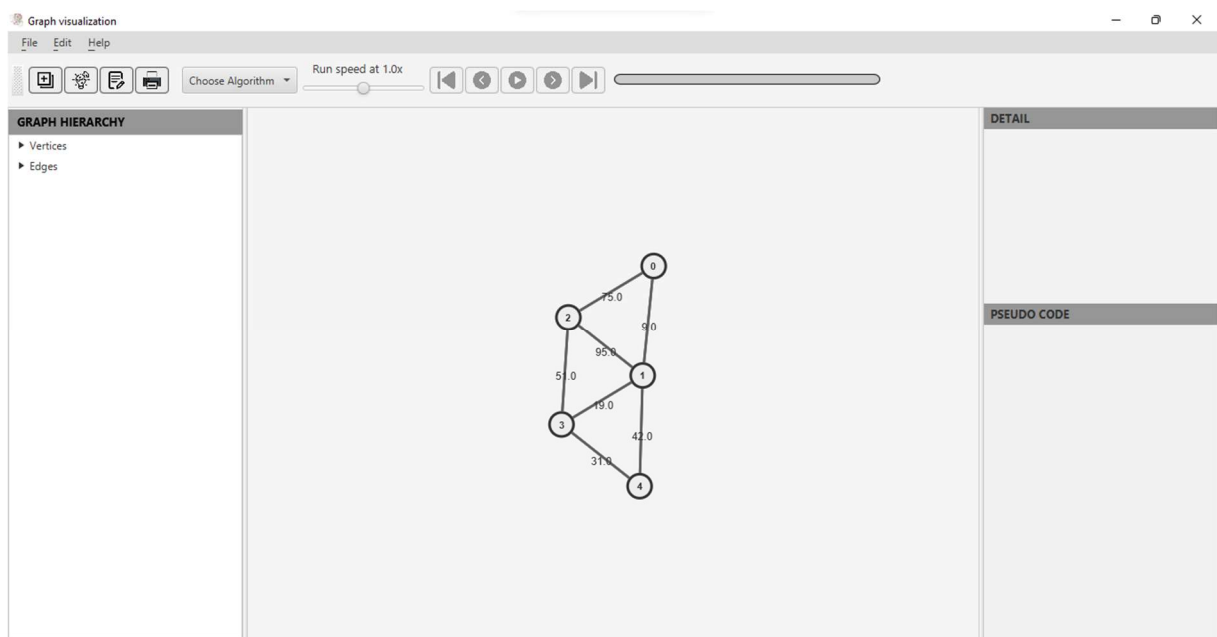 Graph visualization
File Edit Help
Choose Algorithm
Run speed at 1.0x
GRAPH HIERARCHY
Vertices
Edges
DETAIL
PSEUDO CODE
0
75.0
2
9.0
95.0
51.0
1
19.0
3
42.0
31.0
4